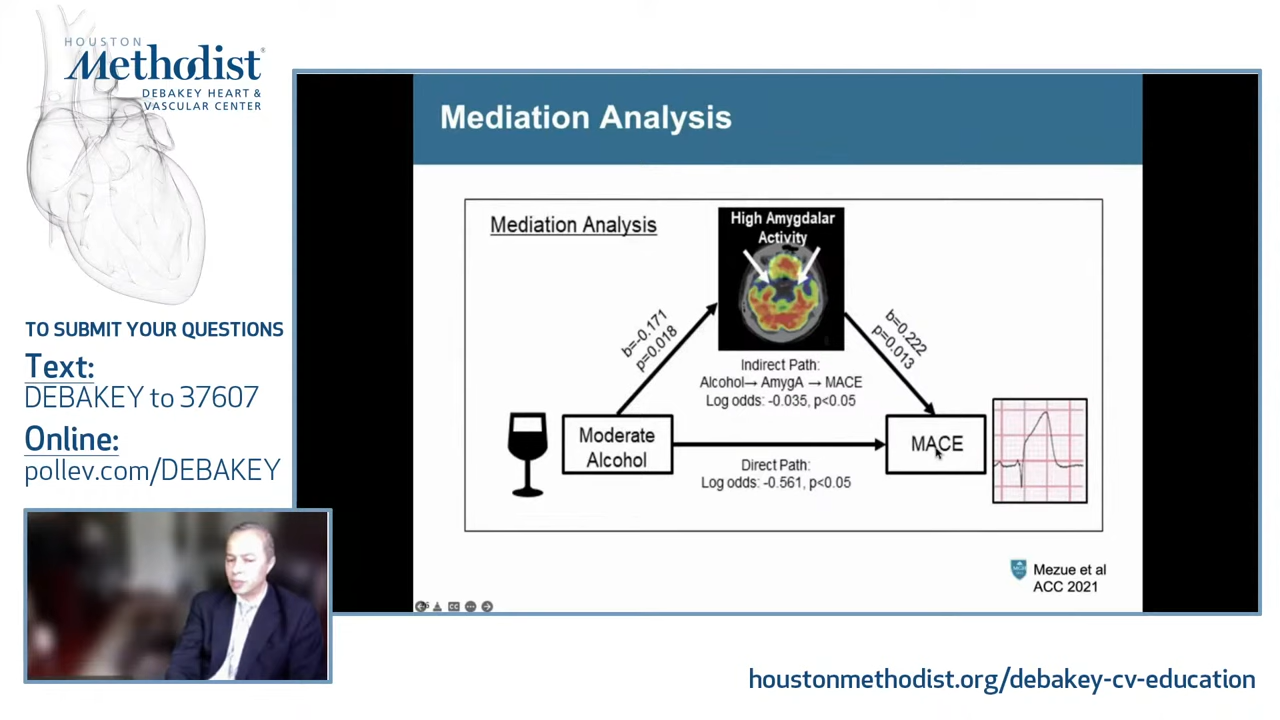 HOUSTON
Methodist®
DEBAKEY HEART &
VASCULAR CENTER
TO SUBMIT YOUR QUESTIONS
Text:
DEBAKEY to 37607
Online:
pollev.com/DEBAKEY
Mediation Analysis
Mediation Analysis
High Amygdalar
Activity
b=-0.171
p=0.018
b=0.222
p=0.013
Indirect Path:
Alcohol→ AmygA → MACE
Log odds: -0.035, p<0.05
Moderate
Alcohol
MACE
Direct Path:
Log odds: -0.561, p<0.05
Mezue et al
ACC 2021
houstonmethodist.org/debakey-cv-education